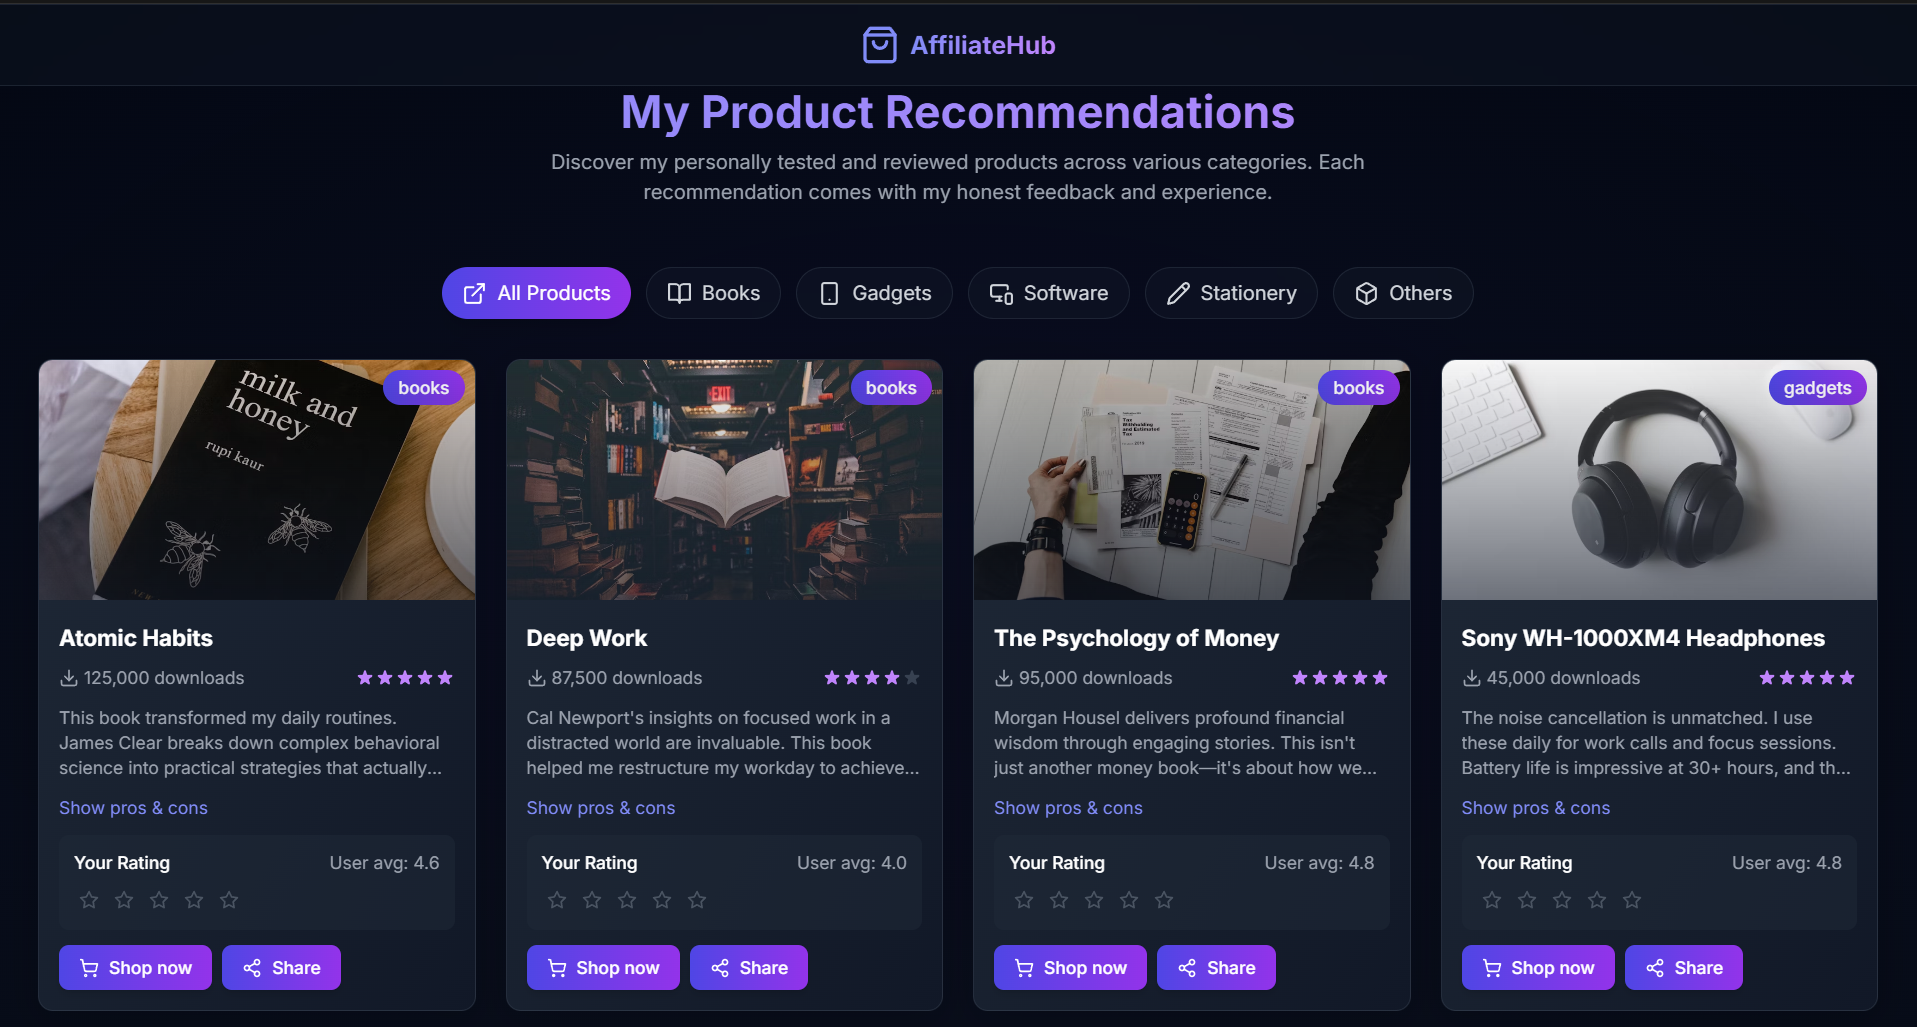 AffiliateHub
My Product Recommendations
Discover my personally tested and reviewed products across various categories. Each
recommendation comes with my honest feedback and experience.
All Products
Books
Gadgets
Software
Stationery
Others
milk and
honey
rupi kaur
books
Atomic Habits
125,000 downloads
This book transformed my daily routines.
James Clear breaks down complex behavioral
science into practical strategies that actually...
Show pros & cons
Your Rating
User avg: 4.6
Shop now
Share
EXIT
books
Deep Work
87,500 downloads
Cal Newport's insights on focused work in a
distracted world are invaluable. This book
helped me restructure my workday to achieve...
Show pros & cons
Your Rating
User avg: 4.0
Shop now
Share
Tax
Withholding
and Estimated
Tax
books
The Psychology of Money
95,000 downloads
Morgan Housel delivers profound financial
wisdom through engaging stories. This isn't
just another money book—it's about how we...
Show pros & cons
Your Rating
User avg: 4.8
Shop now
Share
gadgets
Sony WH-1000XM4 Headphones
45,000 downloads
The noise cancellation is unmatched. I use
these daily for work calls and focus sessions.
Battery life is impressive at 30+ hours, and th...
Show pros & cons
Your Rating
User avg: 4.8
Shop now
Share